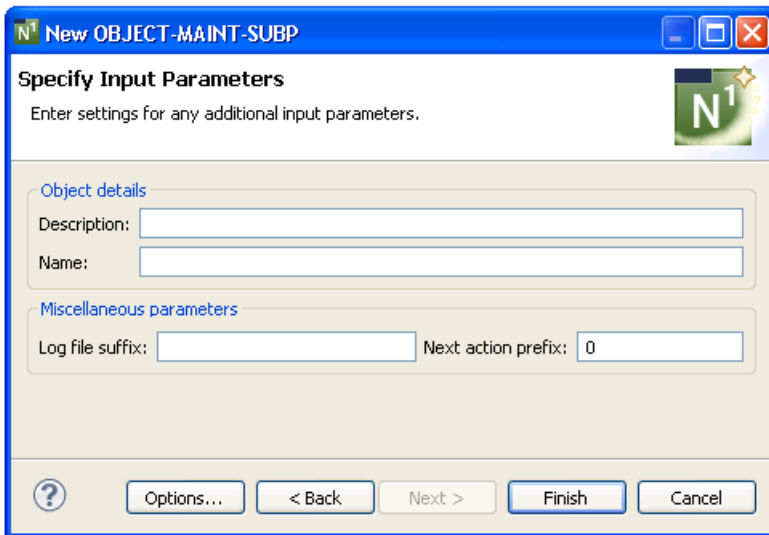 N1 New OBJECT-MAINT-SUBP
Specify Input Parameters
Enter settings for any additional input parameters.
N1
Object details
Description:
Name:
Miscellaneous parameters
Log file suffix: Next action prefix: 0
? Options... < Back Next > Finish Cancel